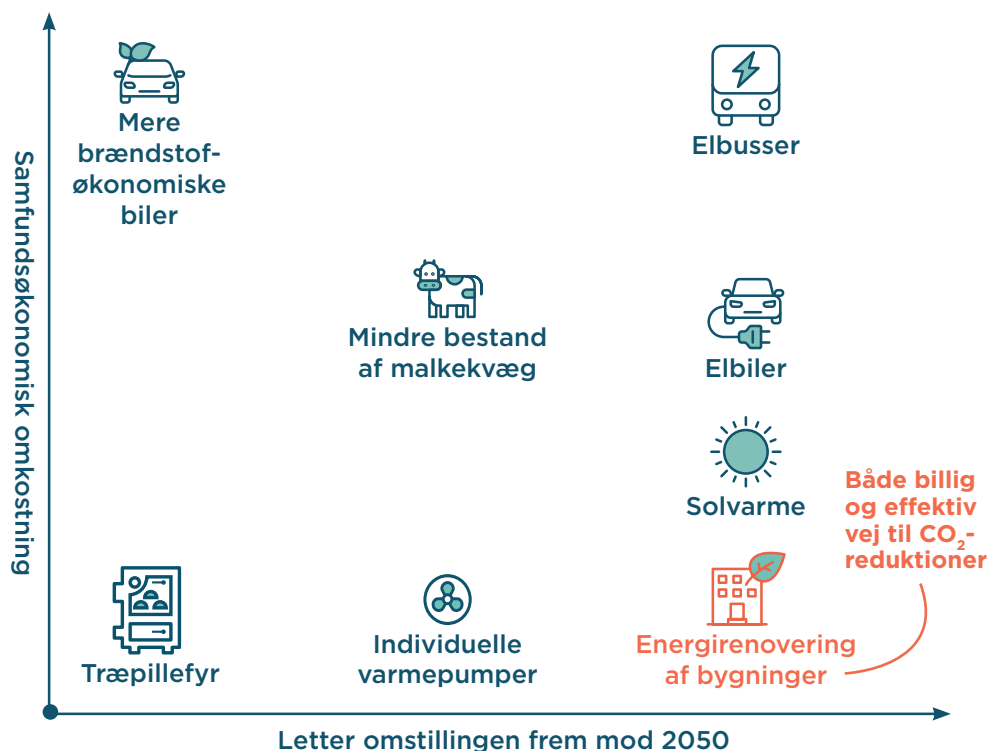 Samfundsøkonomisk omkostning
Mere
brændstof-
økonomiske
biler
Elbusser
Mindre bestand
af malkekvæg
Elbiler
Solvarme
Både billig
og effektiv
vej til CO₂-
reduktioner
Træpillefyr
Individuelle
varmepumper
Energirenovering
af bygninger
Letter omstillingen frem mod 2050